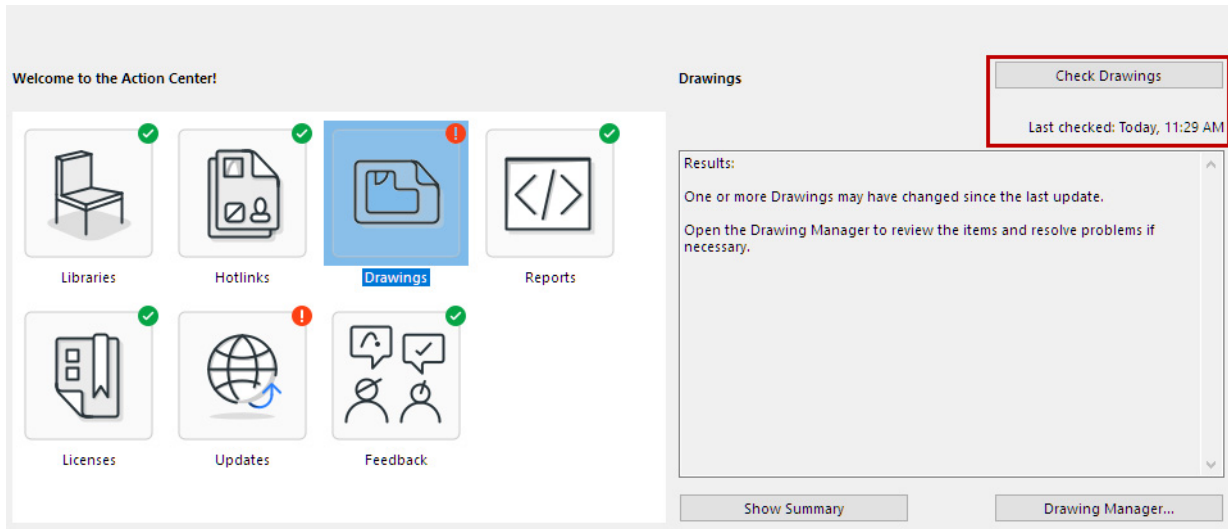 Welcome to the Action Center!
Drawings
Check Drawings
Last checked: Today, 11:29 AM
Libraries
Hotlinks
Drawings
Reports
Licenses
Updates
Feedback
Results:
One or more Drawings may have changed since the last update.
Open the Drawing Manager to review the items and resolve problems if
necessary.
Show Summary
Drawing Manager...